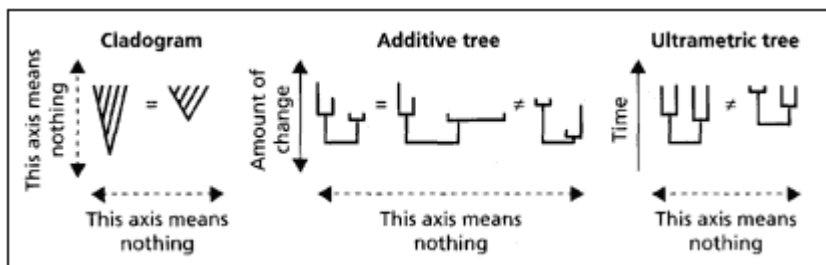 Cladogram
This axis means
nothing
=
This axis means
nothing
Additive tree
Amount of
change
=
≠
This axis means
nothing
Ultrametric tree
Time
≠
This axis means
nothing